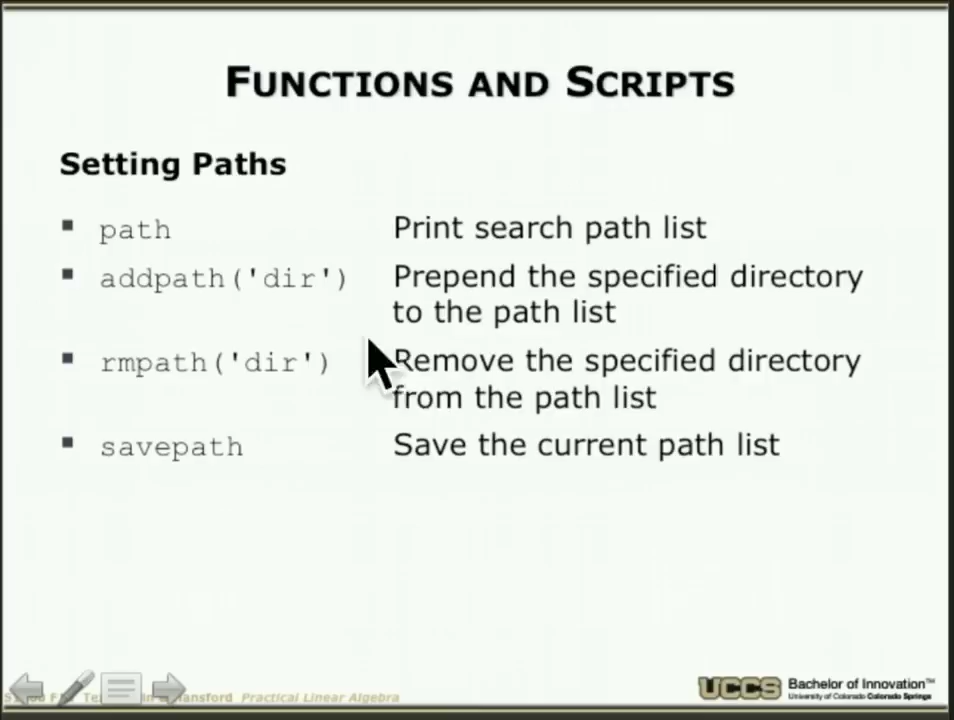 FUNCTIONS AND SCRIPTS
Setting Paths
▪ path Print search path list
▪ addpath('dir') Prepend the specified directory
to the path list
▪ rmpath('dir') Remove the specified directory
from the path list
▪ savepath Save the current path list
Hansford Practical Linear Algebra
UCCS Bachelor of Innovation™
University of Colorado Colorado Springs